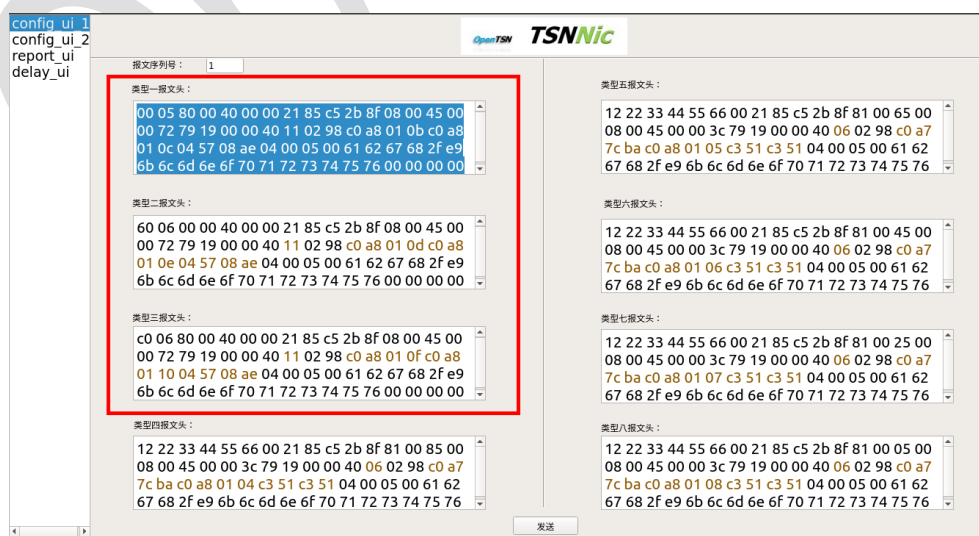 config_ui_1
config_ui_2
report_ui
delay_ui
OpenTSN TSNNic
报文序列号： 1
类型一报文头：
00 05 80 00 40 00 00 21 85 c5 2b 8f 08 00 45 00
00 72 79 19 00 00 40 11 02 98 c0 a8 01 0b c0 a8
01 0c 04 57 08 ae 04 00 05 00 61 62 67 68 2f e9
6b 6c 6d 6e 6f 70 71 72 73 74 75 76 00 00 00 00
类型二报文头：
60 06 00 00 40 00 00 21 85 c5 2b 8f 08 00 45 00
00 72 79 19 00 00 40 11 02 98 c0 a8 01 0d c0 a8
01 0e 04 57 08 ae 04 00 05 00 61 62 67 68 2f e9
6b 6c 6d 6e 6f 70 71 72 73 74 75 76 00 00 00 00
类型三报文头：
c0 06 80 00 40 00 00 21 85 c5 2b 8f 08 00 45 00
00 72 79 19 00 00 40 11 02 98 c0 a8 01 0f c0 a8
01 10 04 57 08 ae 04 00 05 00 61 62 67 68 2f e9
6b 6c 6d 6e 6f 70 71 72 73 74 75 76 00 00 00 00
类型四报文头：
12 22 33 44 55 66 00 21 85 c5 2b 8f 81 00 85 00
08 00 45 00 00 3c 79 19 00 00 40 06 02 98 c0 a7
7c ba c0 a8 01 04 c3 51 c3 51 04 00 05 00 61 62
67 68 2f e9 6b 6c 6d 6e 6f 70 71 72 73 74 75 76
类型五报文头：
12 22 33 44 55 66 00 21 85 c5 2b 8f 81 00 65 00
08 00 45 00 00 3c 79 19 00 00 40 06 02 98 c0 a7
7c ba c0 a8 01 05 c3 51 c3 51 04 00 05 00 61 62
67 68 2f e9 6b 6c 6d 6e 6f 70 71 72 73 74 75 76
类型六报文头：
12 22 33 44 55 66 00 21 85 c5 2b 8f 81 00 45 00
08 00 45 00 00 3c 79 19 00 00 40 06 02 98 c0 a7
7c ba c0 a8 01 06 c3 51 c3 51 04 00 05 00 61 62
67 68 2f e9 6b 6c 6d 6e 6f 70 71 72 73 74 75 76
类型七报文头：
12 22 33 44 55 66 00 21 85 c5 2b 8f 81 00 25 00
08 00 45 00 00 3c 79 19 00 00 40 06 02 98 c0 a7
7c ba c0 a8 01 07 c3 51 c3 51 04 00 05 00 61 62
67 68 2f e9 6b 6c 6d 6e 6f 70 71 72 73 74 75 76
类型八报文头：
12 22 33 44 55 66 00 21 85 c5 2b 8f 81 00 05 00
08 00 45 00 00 3c 79 19 00 00 40 06 02 98 c0 a7
7c ba c0 a8 01 08 c3 51 c3 51 04 00 05 00 61 62
67 68 2f e9 6b 6c 6d 6e 6f 70 71 72 73 74 75 76
发送